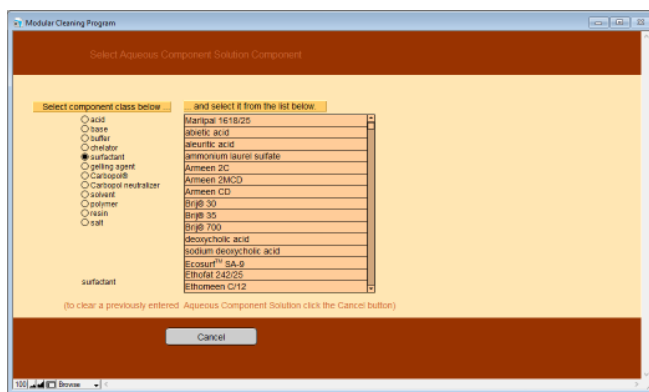 Modular Cleaning Program
Select Aqueous Component Solution Component
Select component class below ...
... and select it from the list below.
acid
base
buffer
chelator
surfactant
gelling agent
Carbopol®
Carbopol neutralizer
solvent
polymer
resin
salt
Marlipal 1618/25
abietic acid
aleuritic acid
ammonium laurel sulfate
Armeen 2C
Armeen 2MCD
Armeen CD
Brij® 30
Brij® 35
Brij® 700
deoxycholic acid
sodium deoxycholic acid
Ecosurf™ SA-9
Ethofat 242/25
Ethomeen C/12
surfactant
(to clear a previously entered Aqueous Component Solution click the Cancel button)
Cancel
100
Browse